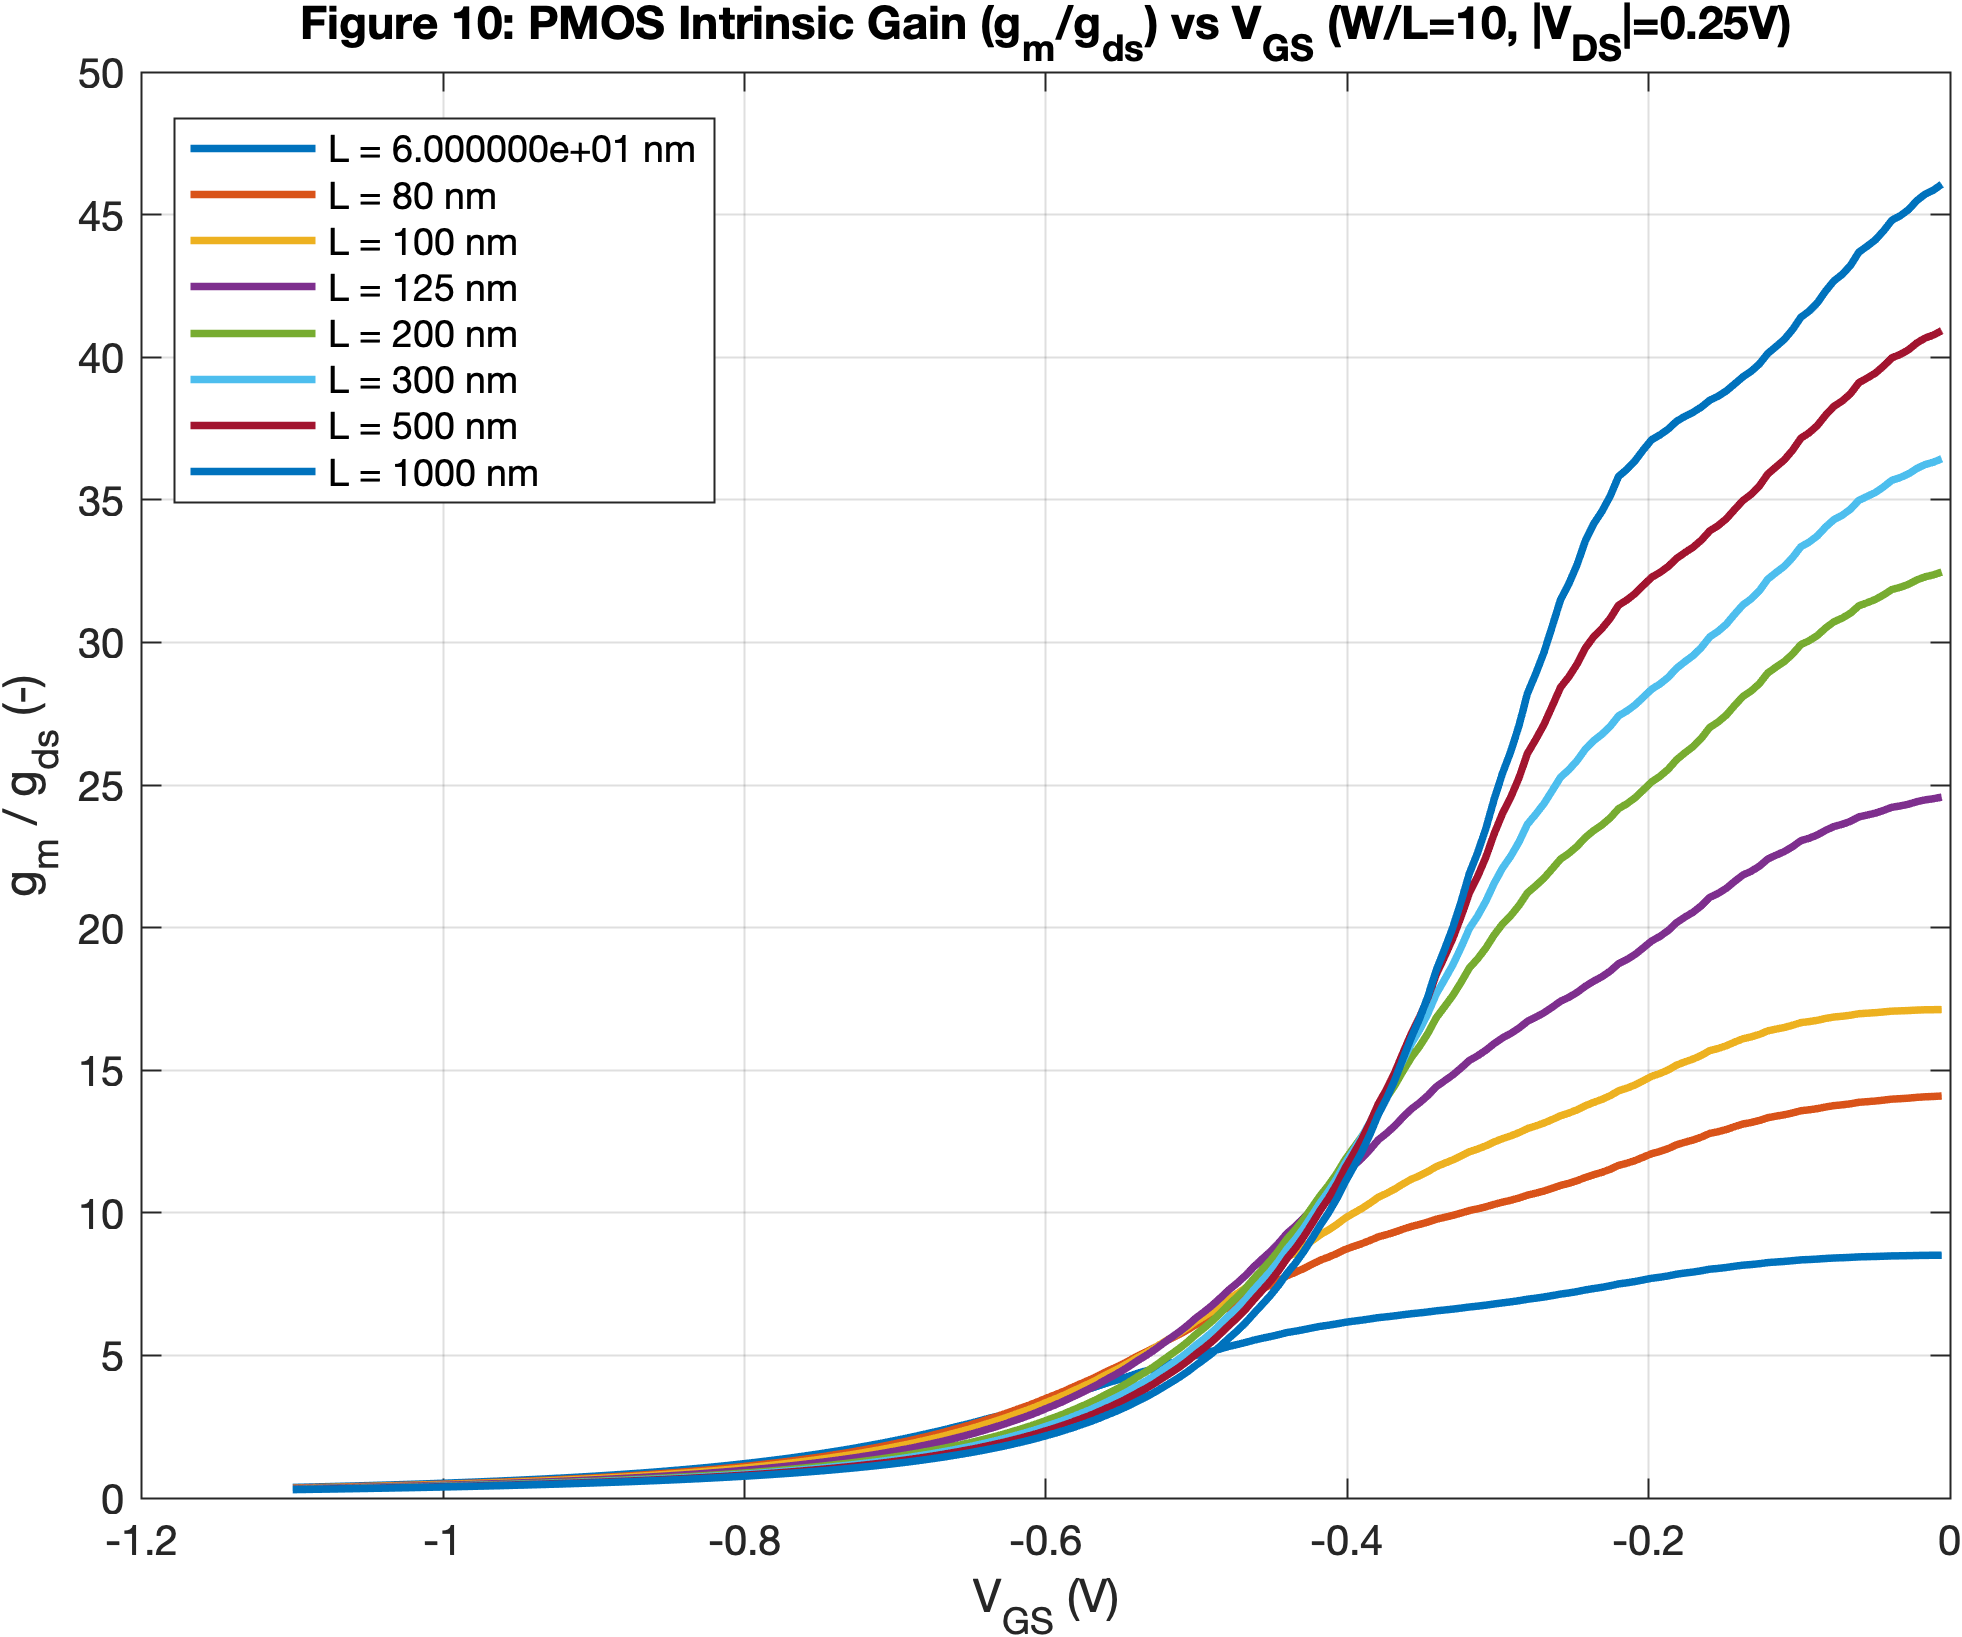 Figure 10: PMOS Intrinsic Gain (gm/gds) vs VGS (W/L=10, |VDS|=0.25V)
50
45
40
35
30
25
20
15
10
5
0
gm / gds (-)
L = 6.000000e+01 nm
L = 80 nm
L = 100 nm
L = 125 nm
L = 200 nm
L = 300 nm
L = 500 nm
L = 1000 nm
-1.2 -1 -0.8 -0.6 -0.4 -0.2 0
VGS (V)